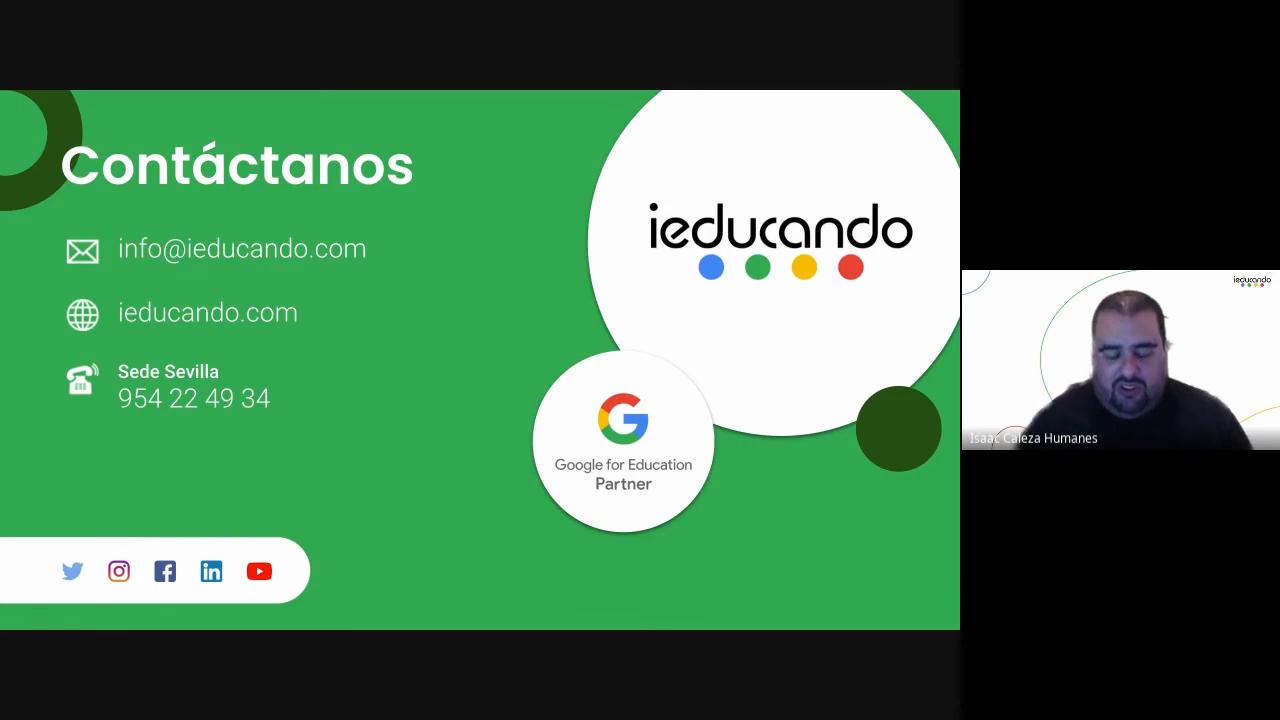 Contáctanos
info@ieducando.com
ieducando.com
Sede Sevilla
954 22 49 34
ieducando
Google for Education
Partner
ieducando
Isaac Caleza Humanes